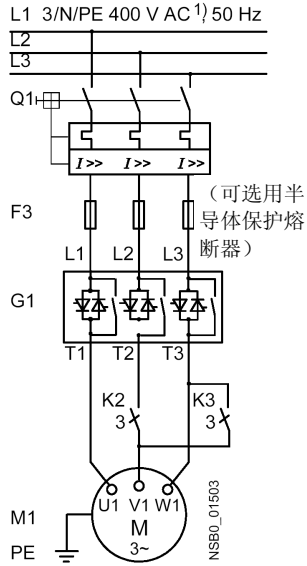 L1 3/N/PE 400 V AC 1), 50 Hz
L2
L3
Q1
I>> I>> I>>
F3
(可选用半
导体保护熔
断器)
L1 L2 L3
G1
T1 T2 T3
K2 K3
3 3
U1 V1 W1
M1
M
3~
PE
NSB0_01503